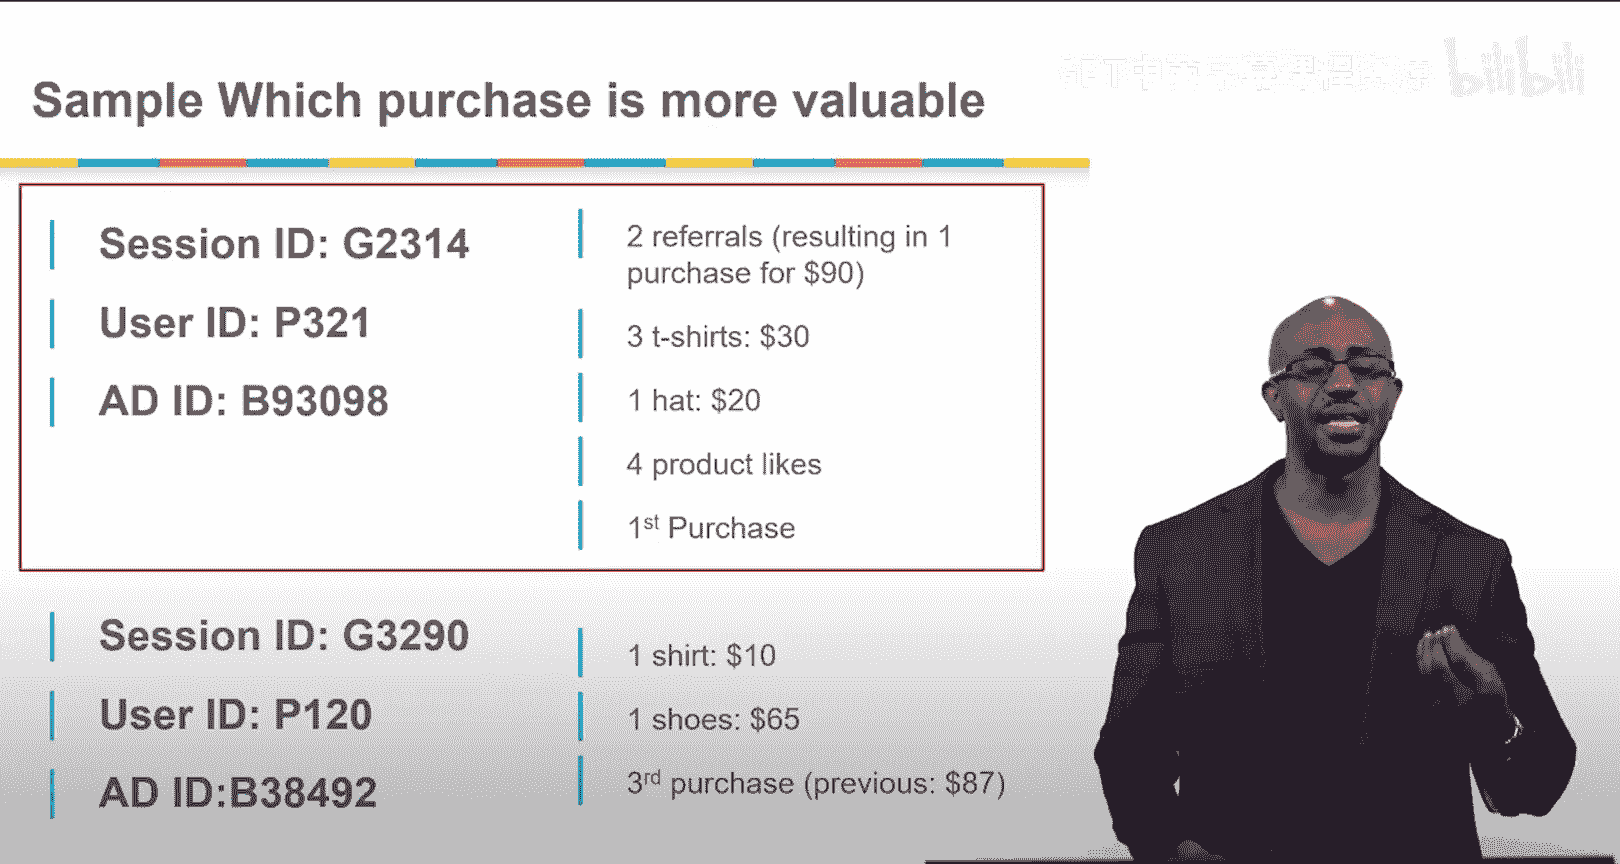 Sample Which purchase is more valuable
bilibili
Session ID: G2314
User ID: P321
AD ID: B93098
2 referrals (resulting in 1
purchase for $90)
3 t-shirts: $30
1 hat: $20
4 product likes
1st Purchase
Session ID: G3290
User ID: P120
AD ID:B38492
1 shirt: $10
1 shoes: $65
3rd purchase (previous: $87)